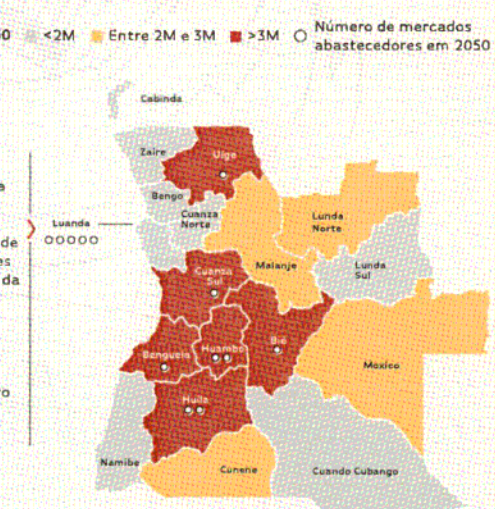 <2M
Entre 2M e 3M
>3M
Número de mercados
abastecedores em 2050
Cabinda
Zaire
Uíge
Bengo
Cuanza
Norte
Luanda
Lunda
Norte
Malanje
Lunda
Sul
Cuanza
Sul
Benguela
Huambo
Bié
Moxico
Huíla
Namibe
Cunene
Cuando Cubango